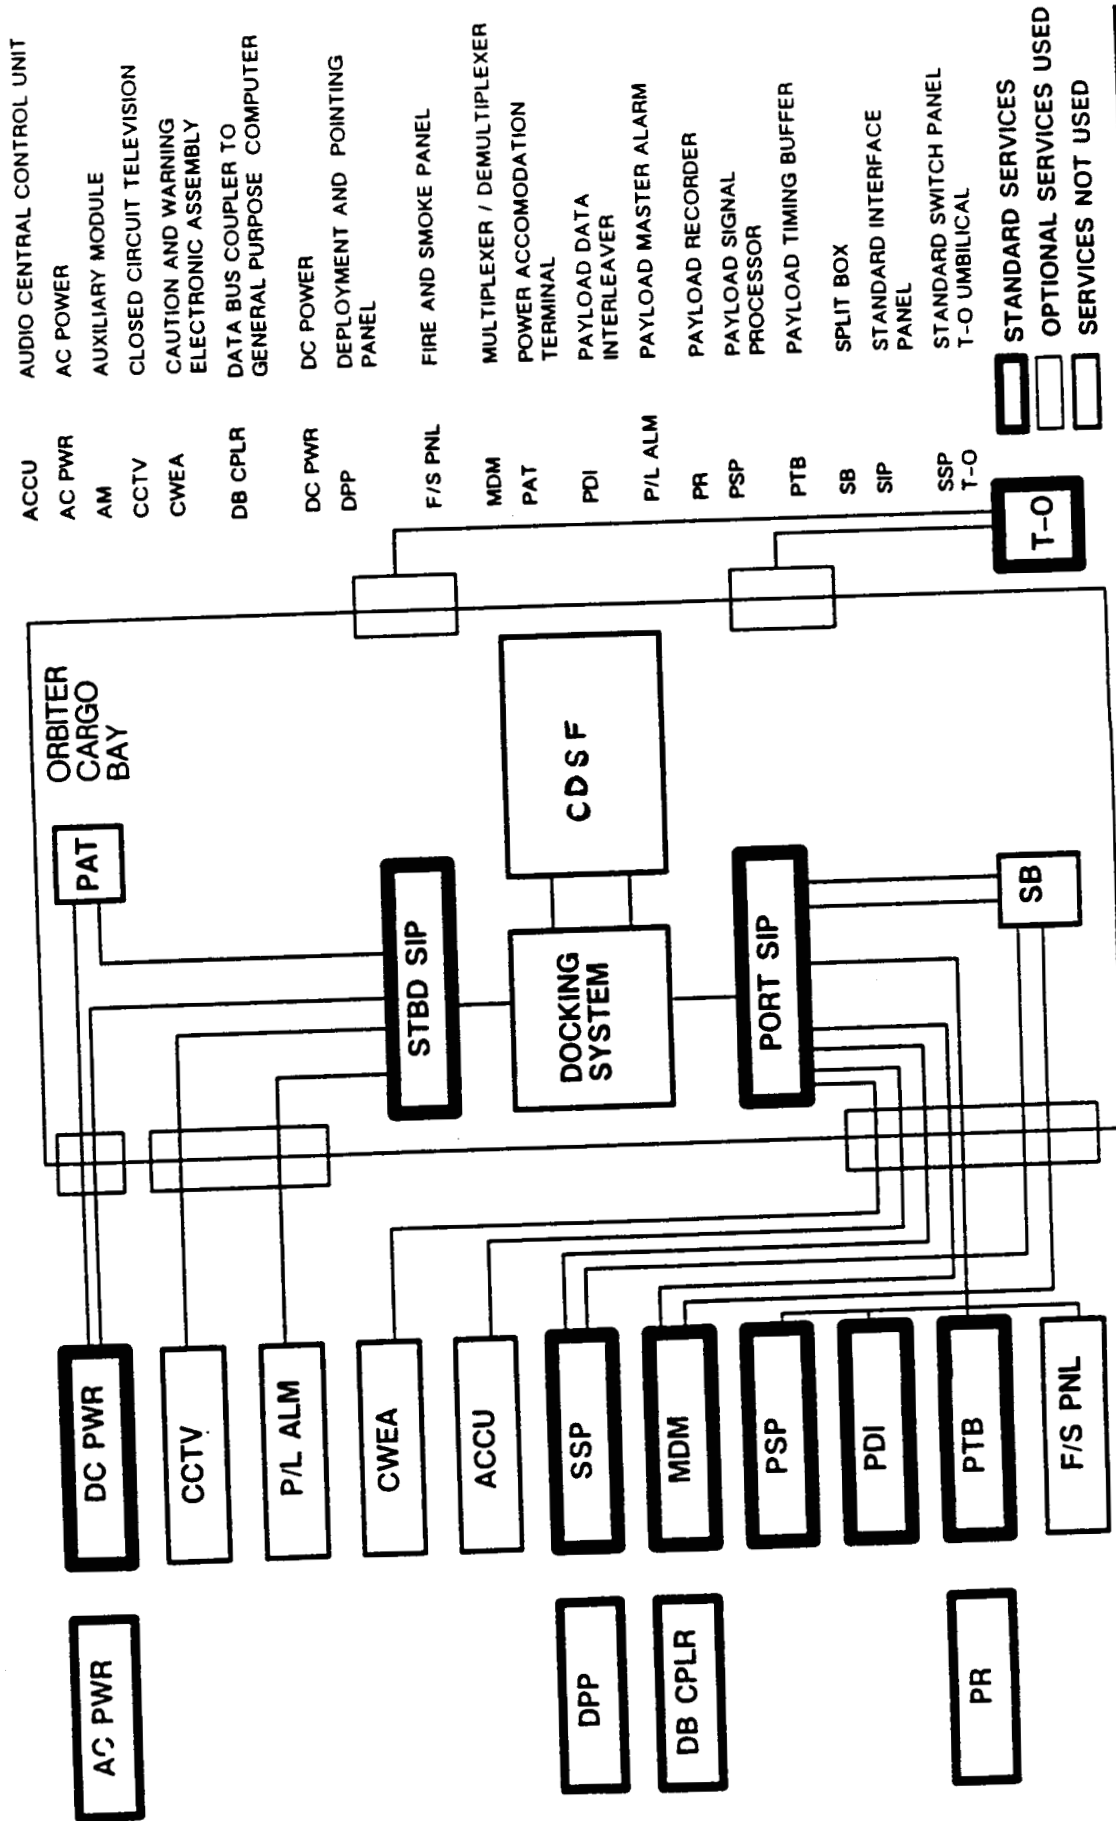 AC PWR
DPP
DB CPLR
PR
DC PWR
CCTV
P/L ALM
CWEA
ACCU
SSP
MDM
PSP
PDI
PTB
F/S PNL
PAT
ORBITER
CARGO
BAY
STBD SIP
DOCKING
SYSTEM
CDSF
PORT SIP
SB
T-O
ACCU AUDIO CENTRAL CONTROL UNIT
AC PWR AC POWER
AM AUXILIARY MODULE
CCTV CLOSED CIRCUIT TELEVISION
CWEA CAUTION AND WARNING
ELECTRONIC ASSEMBLY
DB CPLR DATA BUS COUPLER TO
GENERAL PURPOSE COMPUTER
DC PWR DC POWER
DPP DEPLOYMENT AND POINTING
PANEL
F/S PNL FIRE AND SMOKE PANEL
MDM MULTIPLEXER / DEMULTIPLEXER
PAT POWER ACCOMODATION
TERMINAL
PDI PAYLOAD DATA
INTERLEAVER
P/L ALM PAYLOAD MASTER ALARM
PR PAYLOAD RECORDER
PSP PAYLOAD SIGNAL
PROCESSOR
PTB PAYLOAD TIMING BUFFER
SB SPLIT BOX
SIP STANDARD INTERFACE
PANEL
SSP STANDARD SWITCH PANEL
T-O T-O UMBILICAL
STANDARD SERVICES
OPTIONAL SERVICES USED
SERVICES NOT USED